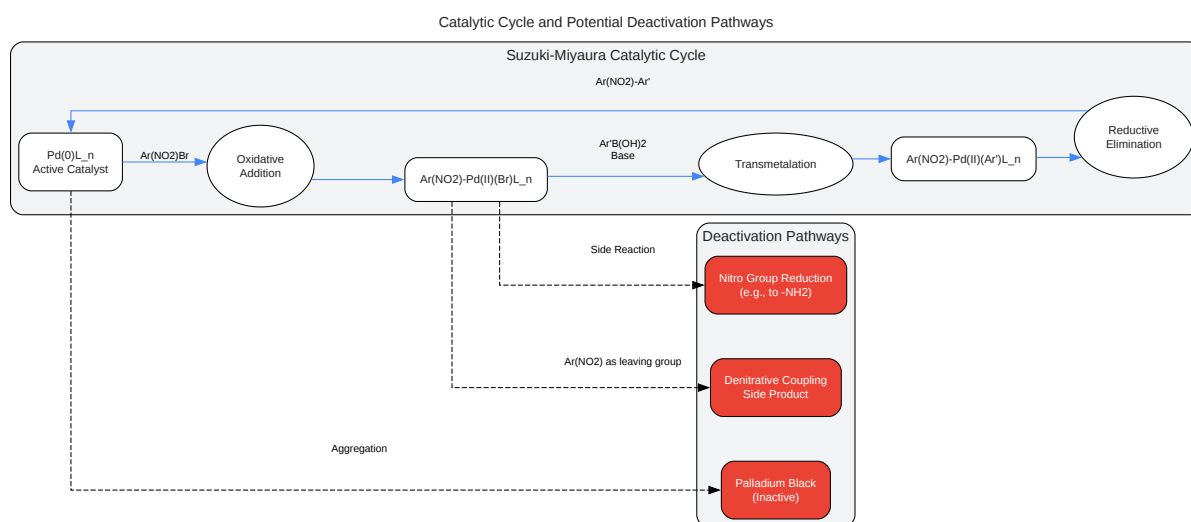 Catalytic Cycle and Potential Deactivation Pathways
Suzuki-Miyaura Catalytic Cycle
Ar(NO2)-Ar'
Pd(0)L_n
Active Catalyst
Ar(NO2)Br
Oxidative
Addition
Ar(NO2)-Pd(II)(Br)L_n
Ar'B(OH)2
Base
Transmetalation
Ar(NO2)-Pd(II)(Ar')L_n
Reductive
Elimination
Deactivation Pathways
Side Reaction
Nitro Group Reduction
(e.g., to -NH2)
Ar(NO2) as leaving group
Denitrative Coupling
Side Product
Aggregation
Palladium Black
(Inactive)